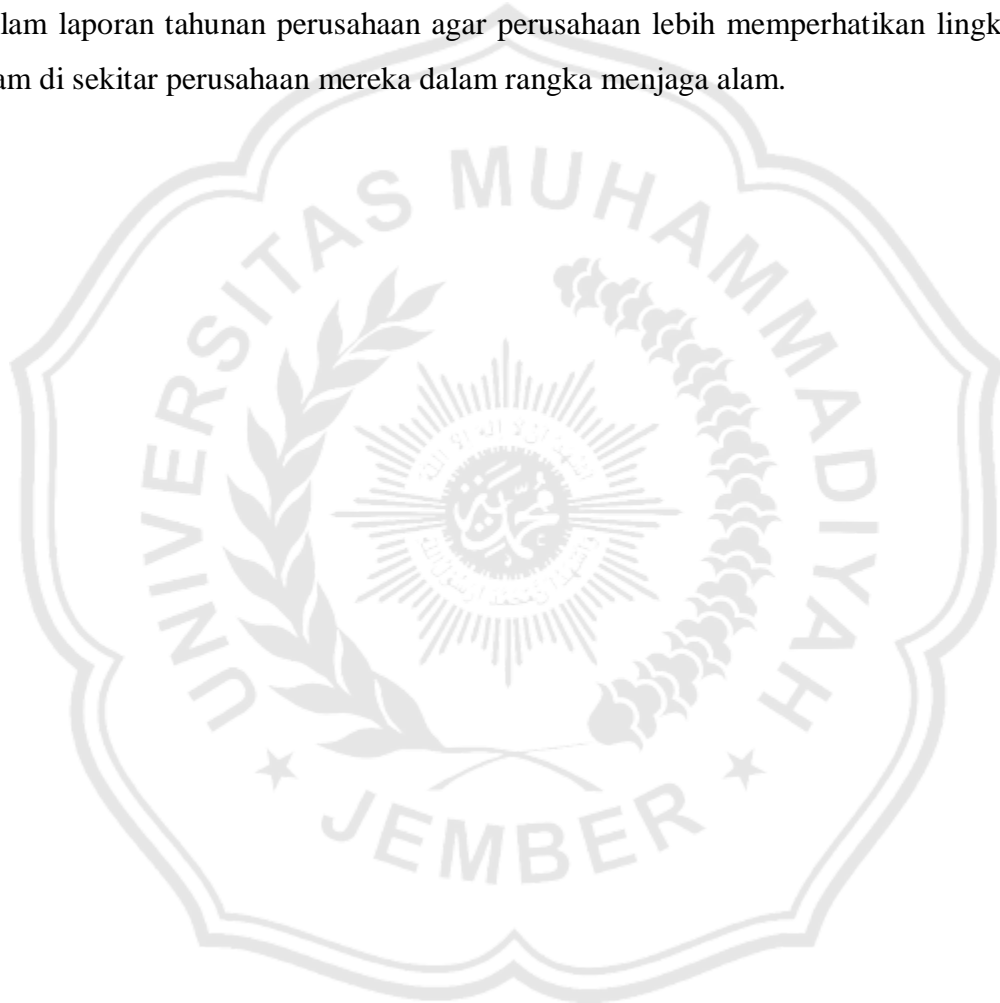 lam laporan tahunan perusahaan agar perusahaan lebih memperhatikan lingk
am di sekitar perusahaan mereka dalam rangka menjaga alam.
UNIVERSITAS MUHAMMADIYAH
JEMBER